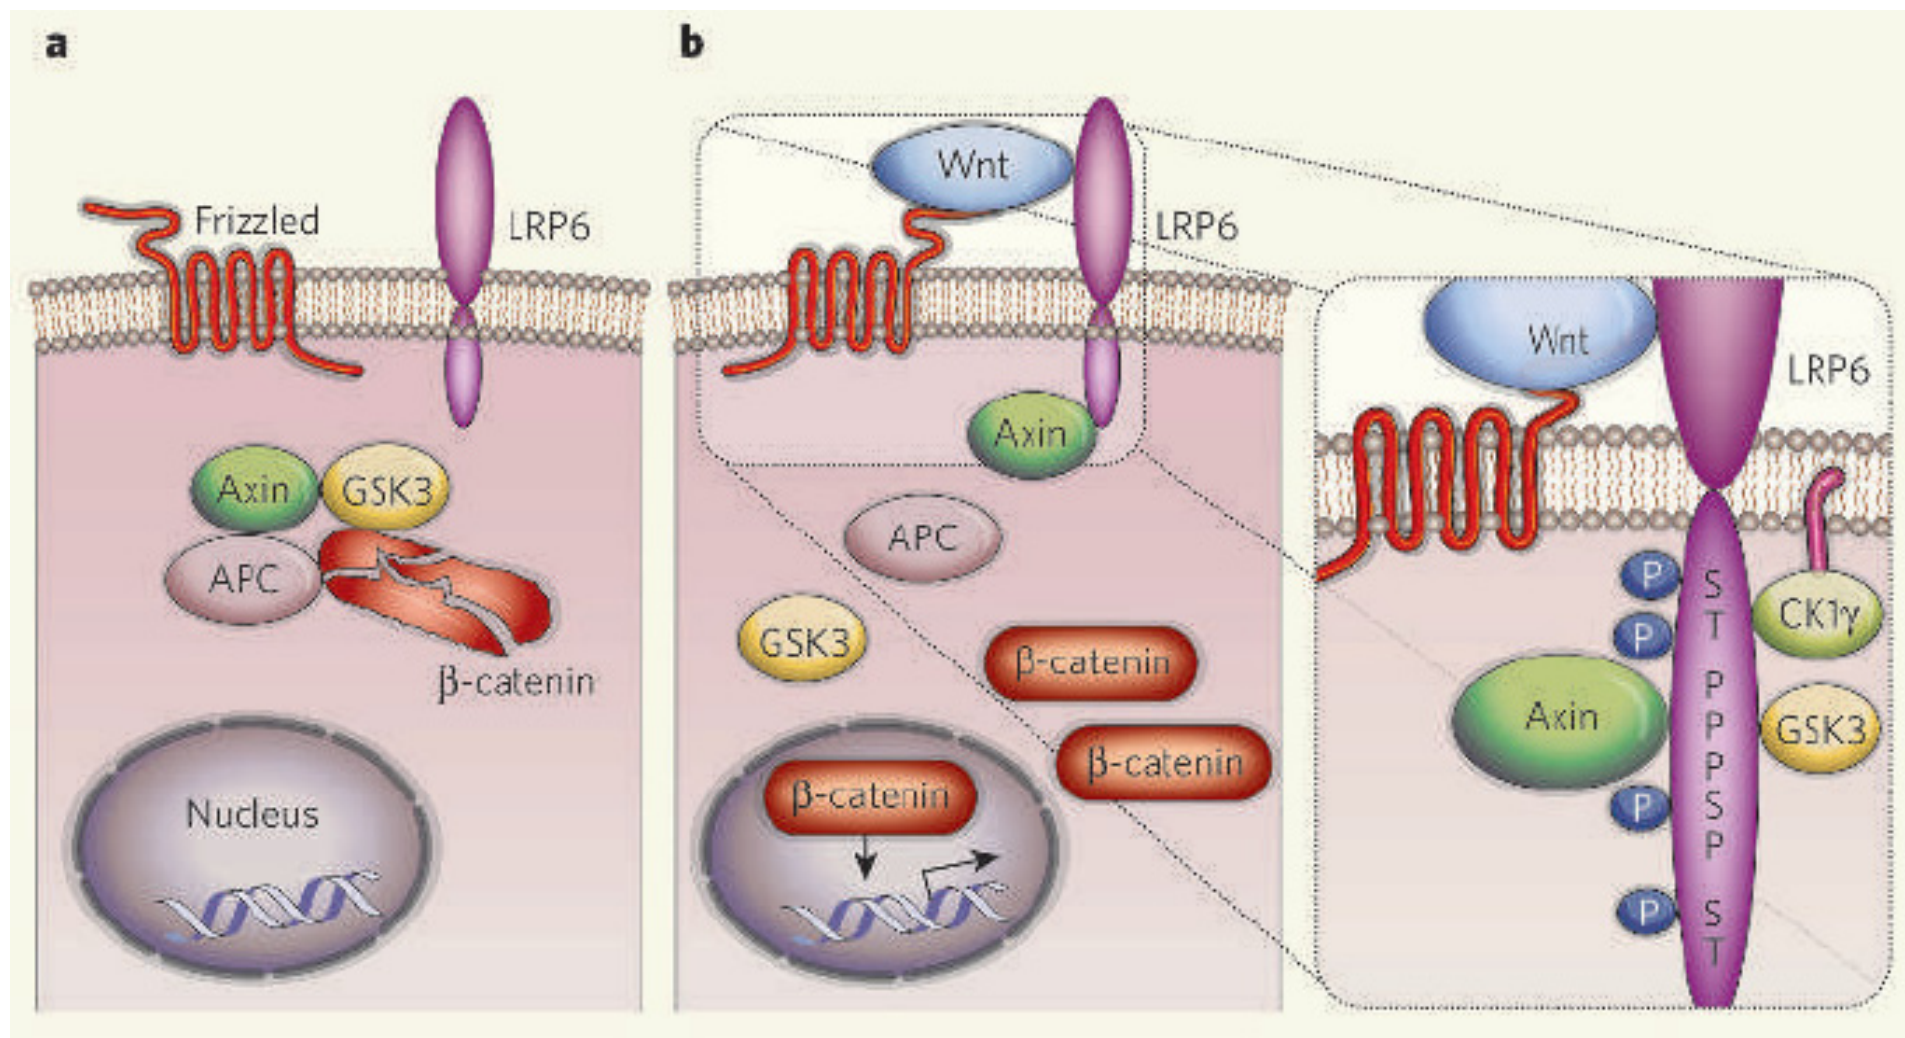 a
Frizzled
LRP6
Axin
GSK3
APC
β-catenin
Nucleus
b
Wnt
LRP6
Axin
APC
GSK3
β-catenin
β-catenin
β-catenin
Wnt
LRP6
P
S
CK1γ
P
T
P
Axin
P
GSK3
P
P
S
P
P
S
T